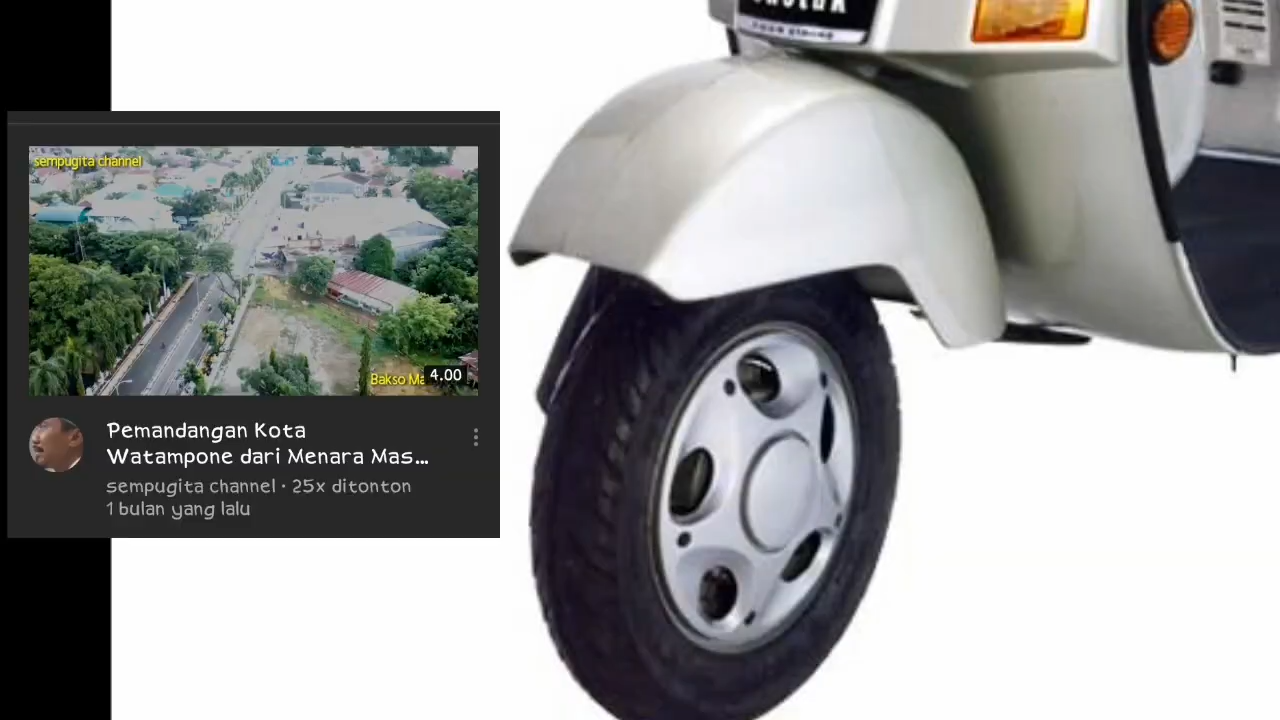 sempugita channel
Bakso Ma
4.00
Pemandangan Kota
Watampone dari Menara Mas...
sempugita channel · 25x ditonton
1 bulan yang lalu